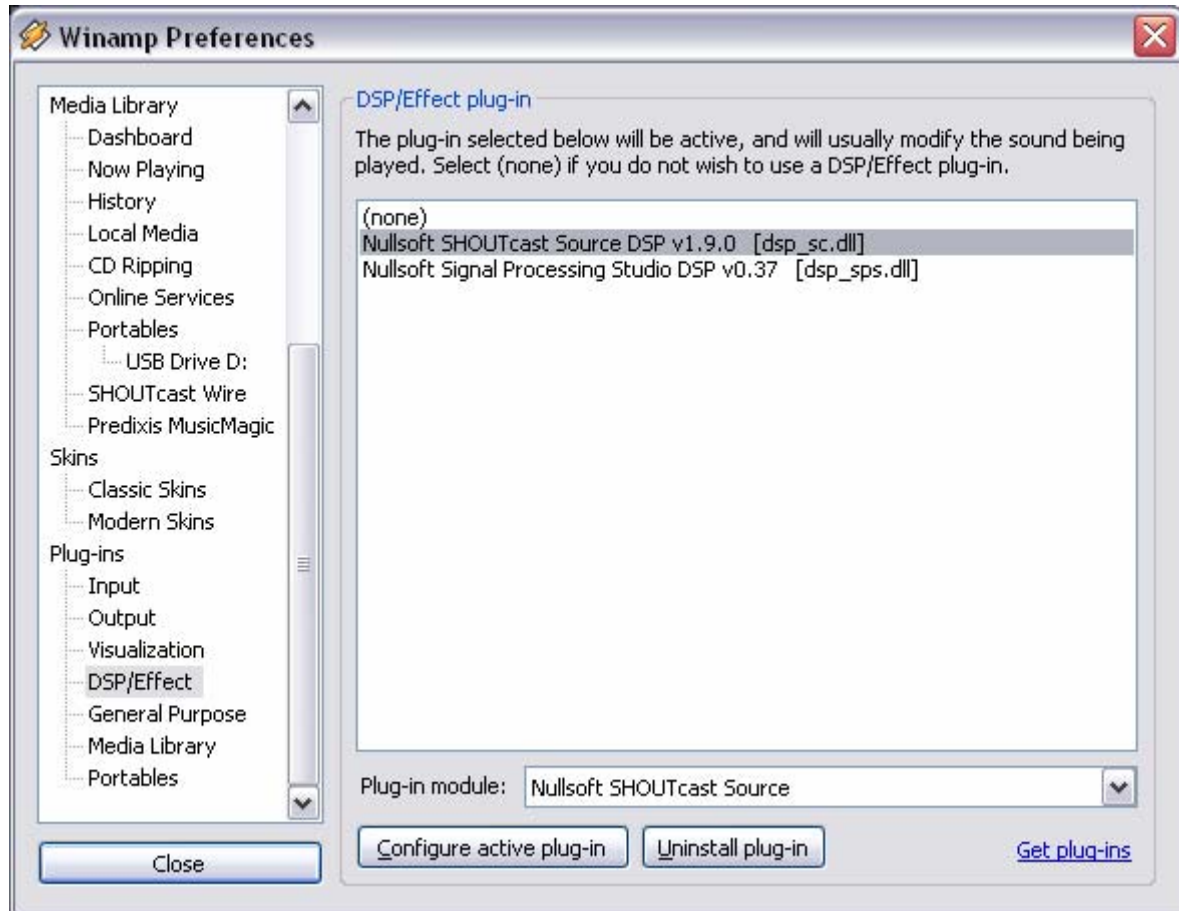 Winamp Preferences
Media Library
Dashboard
Now Playing
History
Local Media
CD Ripping
Online Services
Portables
USB Drive D:
SHOUTcast Wire
Predixis MusicMagic
Skins
Classic Skins
Modern Skins
Plug-ins
Input
Output
Visualization
DSP/Effect
General Purpose
Media Library
Portables
Close
DSP/Effect plug-in
The plug-in selected below will be active, and will usually modify the sound being
played. Select (none) if you do not wish to use a DSP/Effect plug-in.
(none)
Nullsoft SHOUTcast Source DSP v1.9.0 [dsp_sc.dll]
Nullsoft Signal Processing Studio DSP v0.37 [dsp_sps.dll]
Plug-in module: Nullsoft SHOUTcast Source
Configure active plug-in Uninstall plug-in Get plug-ins